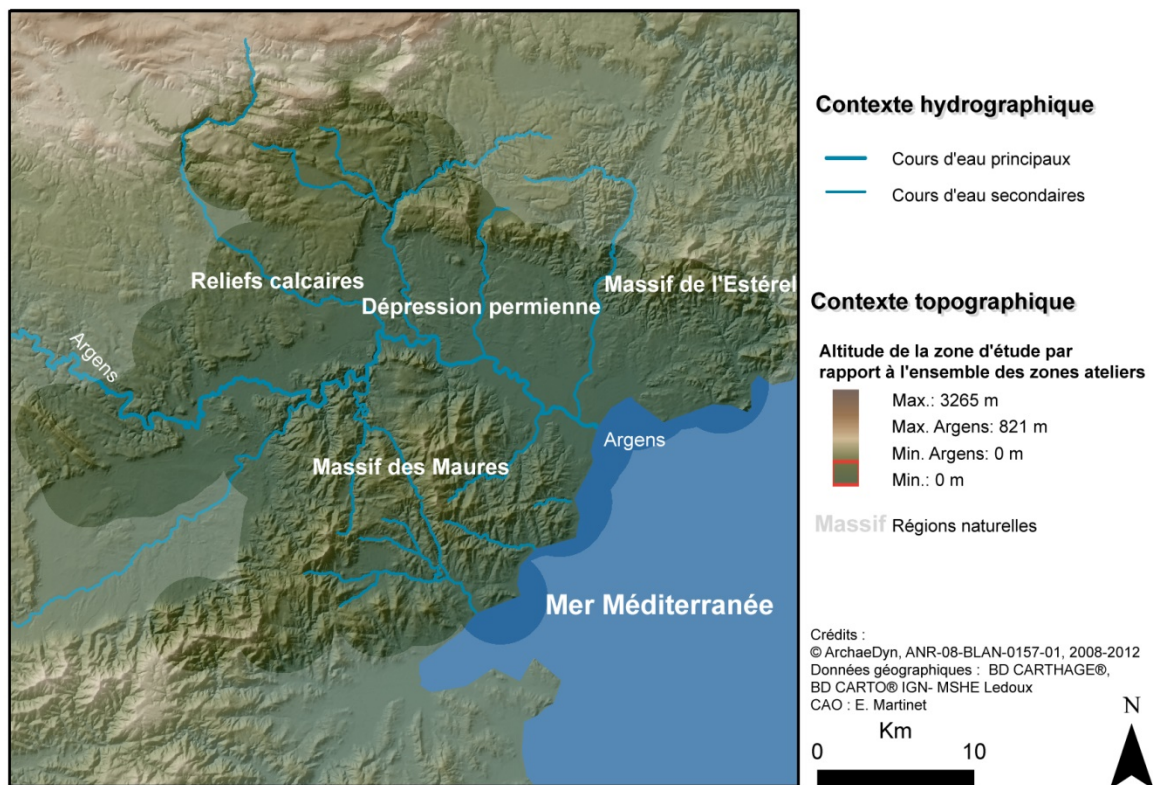 Reliefs calcaires
Dépression permienne
Massif de l'Estérel
Argens
Argens
Massif des Maures
Mer Méditerranée
Contexte hydrographique
Cours d'eau principaux
Cours d'eau secondaires
Contexte topographique
Altitude de la zone d'étude par
rapport à l'ensemble des zones ateliers
Max.: 3265 m
Max. Argens: 821 m
Min. Argens: 0 m
Min.: 0 m
Massif Régions naturelles
Crédits :
© ArchaeDyn, ANR-08-BLAN-0157-01, 2008-2012
Données géographiques : BD CARTHAGE®,
BD CARTO® IGN- MSHE Ledoux
CAO : E. Martinet
N
Km
0 10